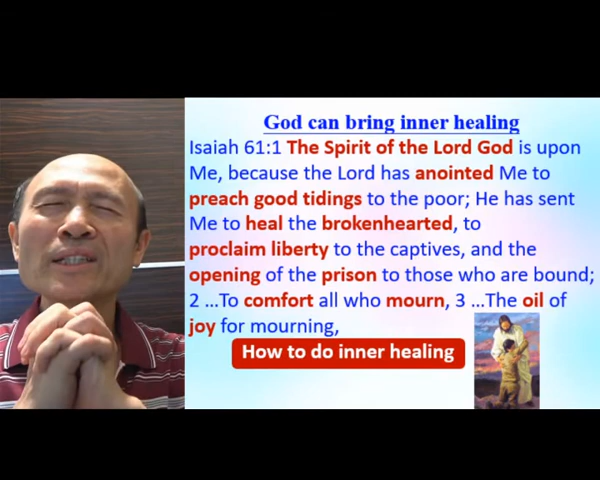 God can bring inner healing
Isaiah 61:1 The Spirit of the Lord God is upon
Me, because the Lord has anointed Me to
preach good tidings to the poor; He has sent
Me to heal the brokenhearted, to
proclaim liberty to the captives, and the
opening of the prison to those who are bound;
2 ...To comfort all who mourn, 3 ...The oil of
joy for mourning,
How to do inner healing